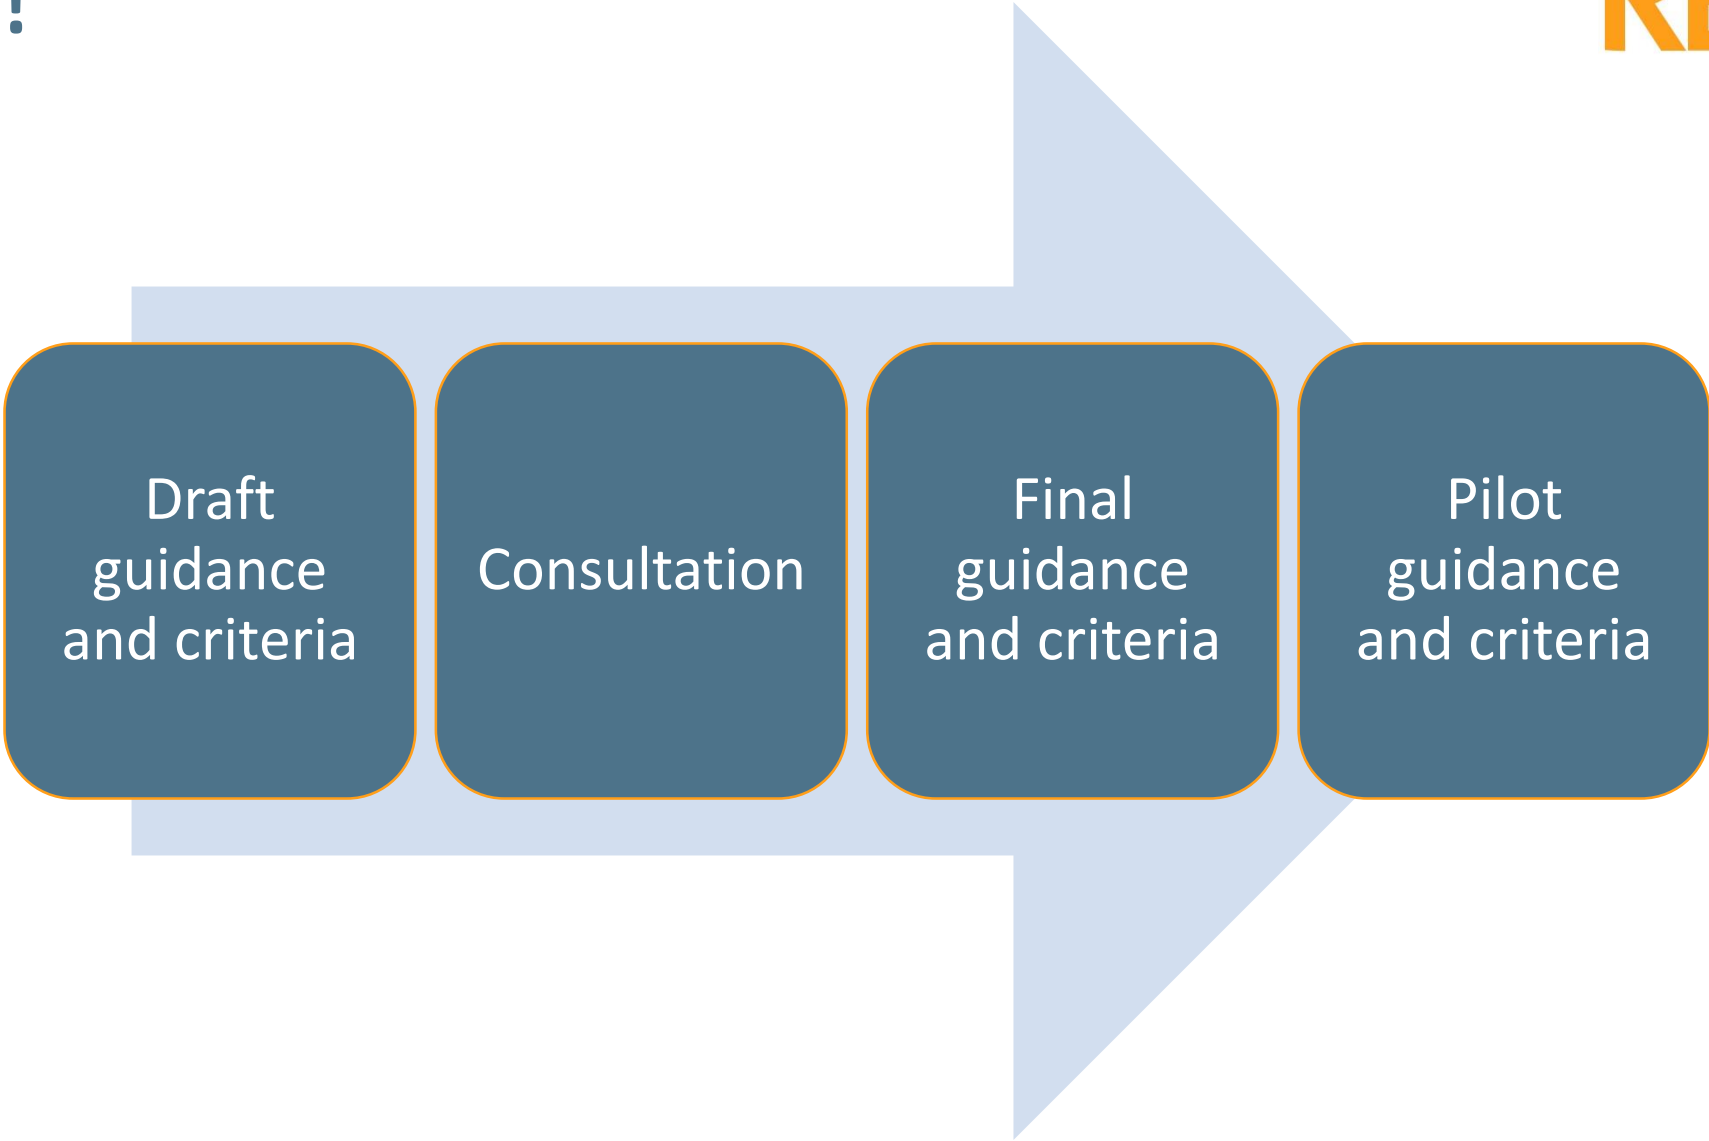 Draft
guidance
and criteria
Consultation
Final
guidance
and criteria
Pilot
guidance
and criteria